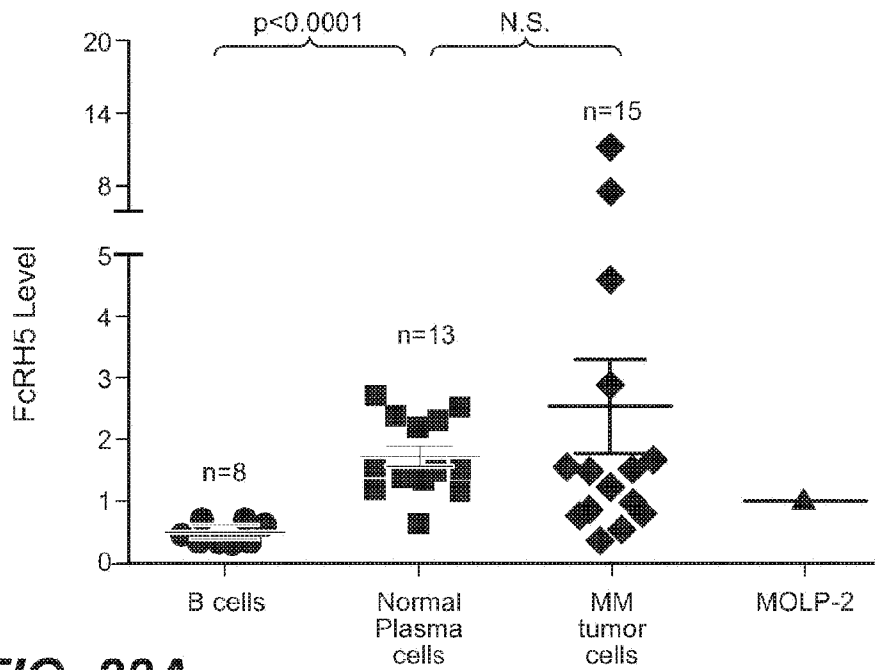 p<0.0001
N.S.
20
14
8
5
4
3
2
1
0
FcRH5 Level
n=8
n=13
n=15
B cells
Normal
Plasma
cells
MM
tumor
cells
MOLP-2